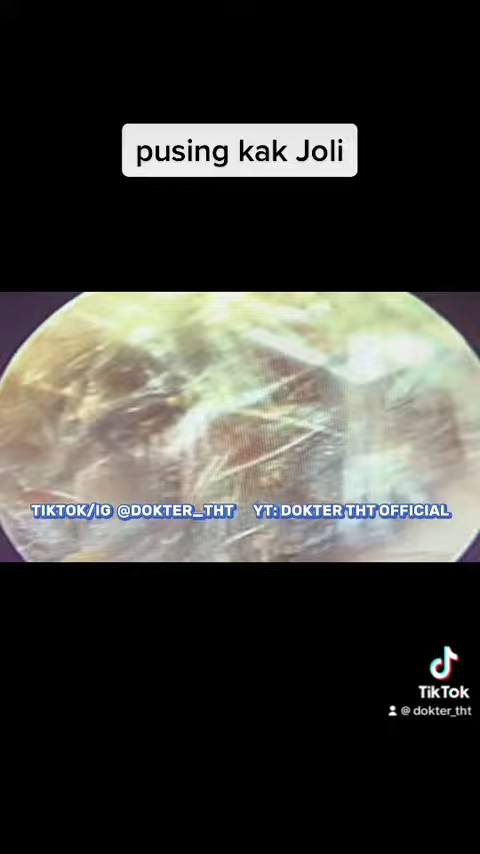 pusing kak Joli
TIKTOK/IG @DOKTER_THT YT: DOKTER THT OFFICIAL
TikTok
@ dokter_tht